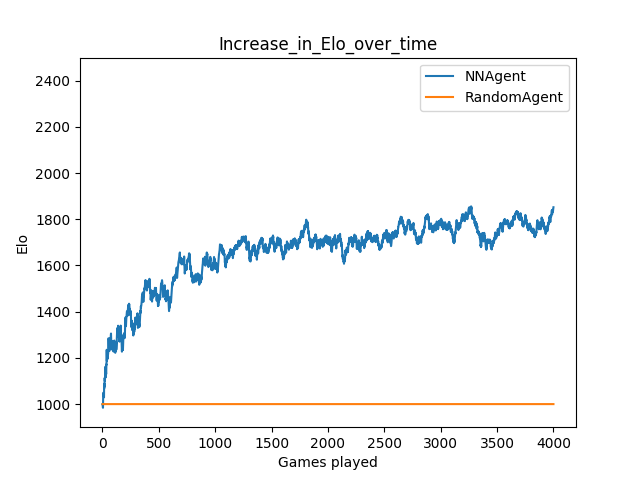 Increase_in_Elo_over_time
NNAgent
RandomAgent
2400
2200
2000
1800
1600
1400
1200
1000
Elo
0 500 1000 1500 2000 2500 3000 3500 4000
Games played